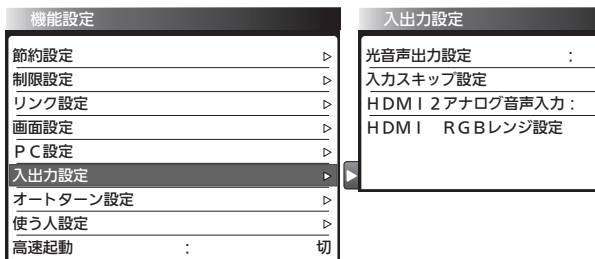 機能設定
節約設定
制限設定
リンク設定
画面設定
ＰＣ設定
入出力設定
オートターン設定
使う人設定
高速起動 : 切
入出力設定
光音声出力設定 :
入力スキップ設定
ＨＤＭＩ２アナログ音声入力 :
ＨＤＭＩ ＲＧＢレンジ設定